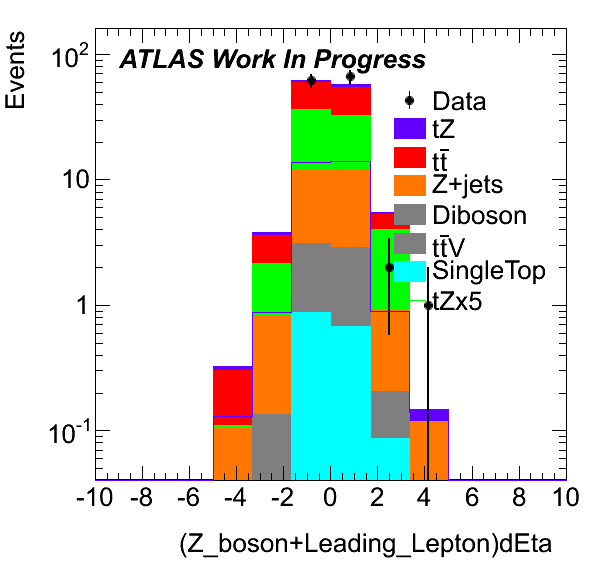 Events
10²
10
1
10⁻¹
ATLAS Work In Progress
Data
tZ
tt̄
Z+jets
Diboson
tt̄V
SingleTop
tZx5
-10 -8 -6 -4 -2 0 2 4 6 8 10
(Z_boson+Leading_Lepton)dEta